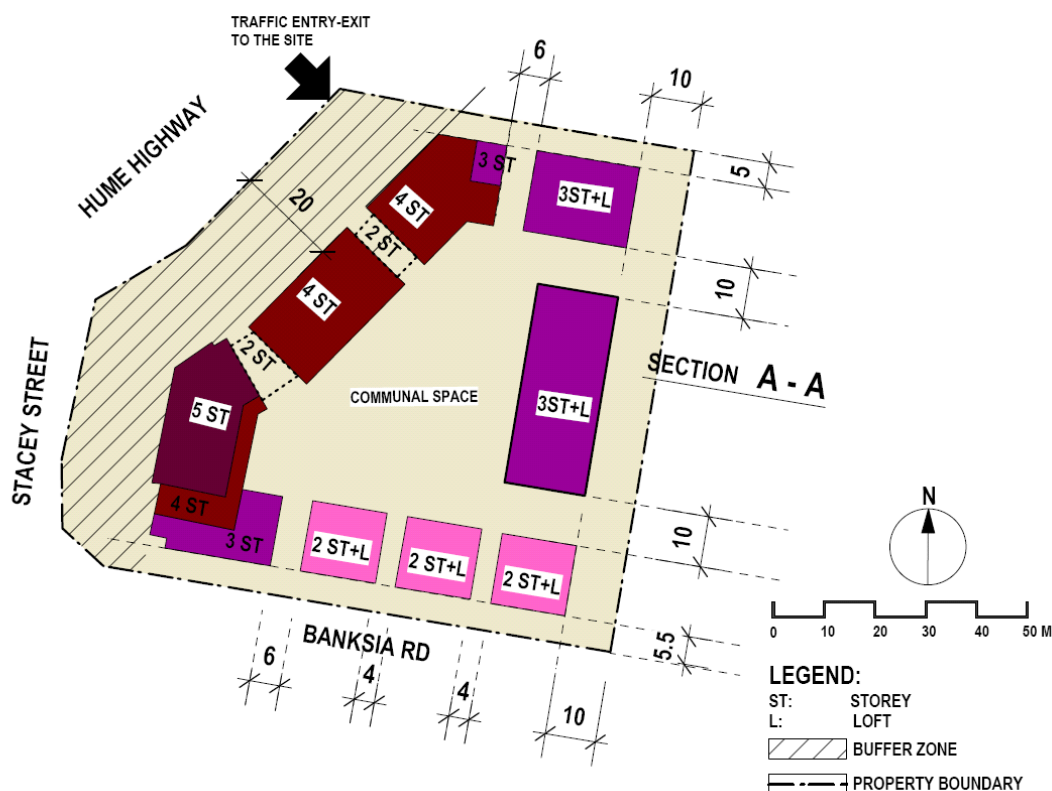 TRAFFIC ENTRY-EXIT
TO THE SITE
6
10
HUME HIGHWAY
3 ST
3ST+L
5
20
4 ST
2 ST
10
4 ST
STACEY STREET
2 ST
SECTION A - A
COMMUNAL SPACE
3ST+L
5 ST
4 ST
3 ST
2 ST+L
2 ST+L
2 ST+L
10
N
BANKSIA RD
5.5
6
4
4
10
0 10 20 30 40 50 M
LEGEND:
ST: STOREY
L: LOFT
BUFFER ZONE
PROPERTY BOUNDARY